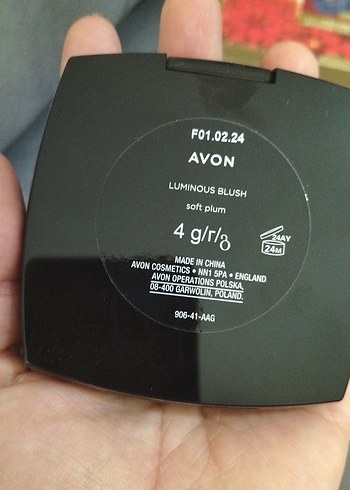 F01.02.24
AVON
LUMINOUS BLUSH
soft plum
4 g/r/გ
24AY
24M
MADE IN CHINA
AVON COSMETICS • NN1 5PA • ENGLAND
AVON OPERATIONS POLSKA,
08-400 GARWOLIN, POLAND.
906-41-AAG